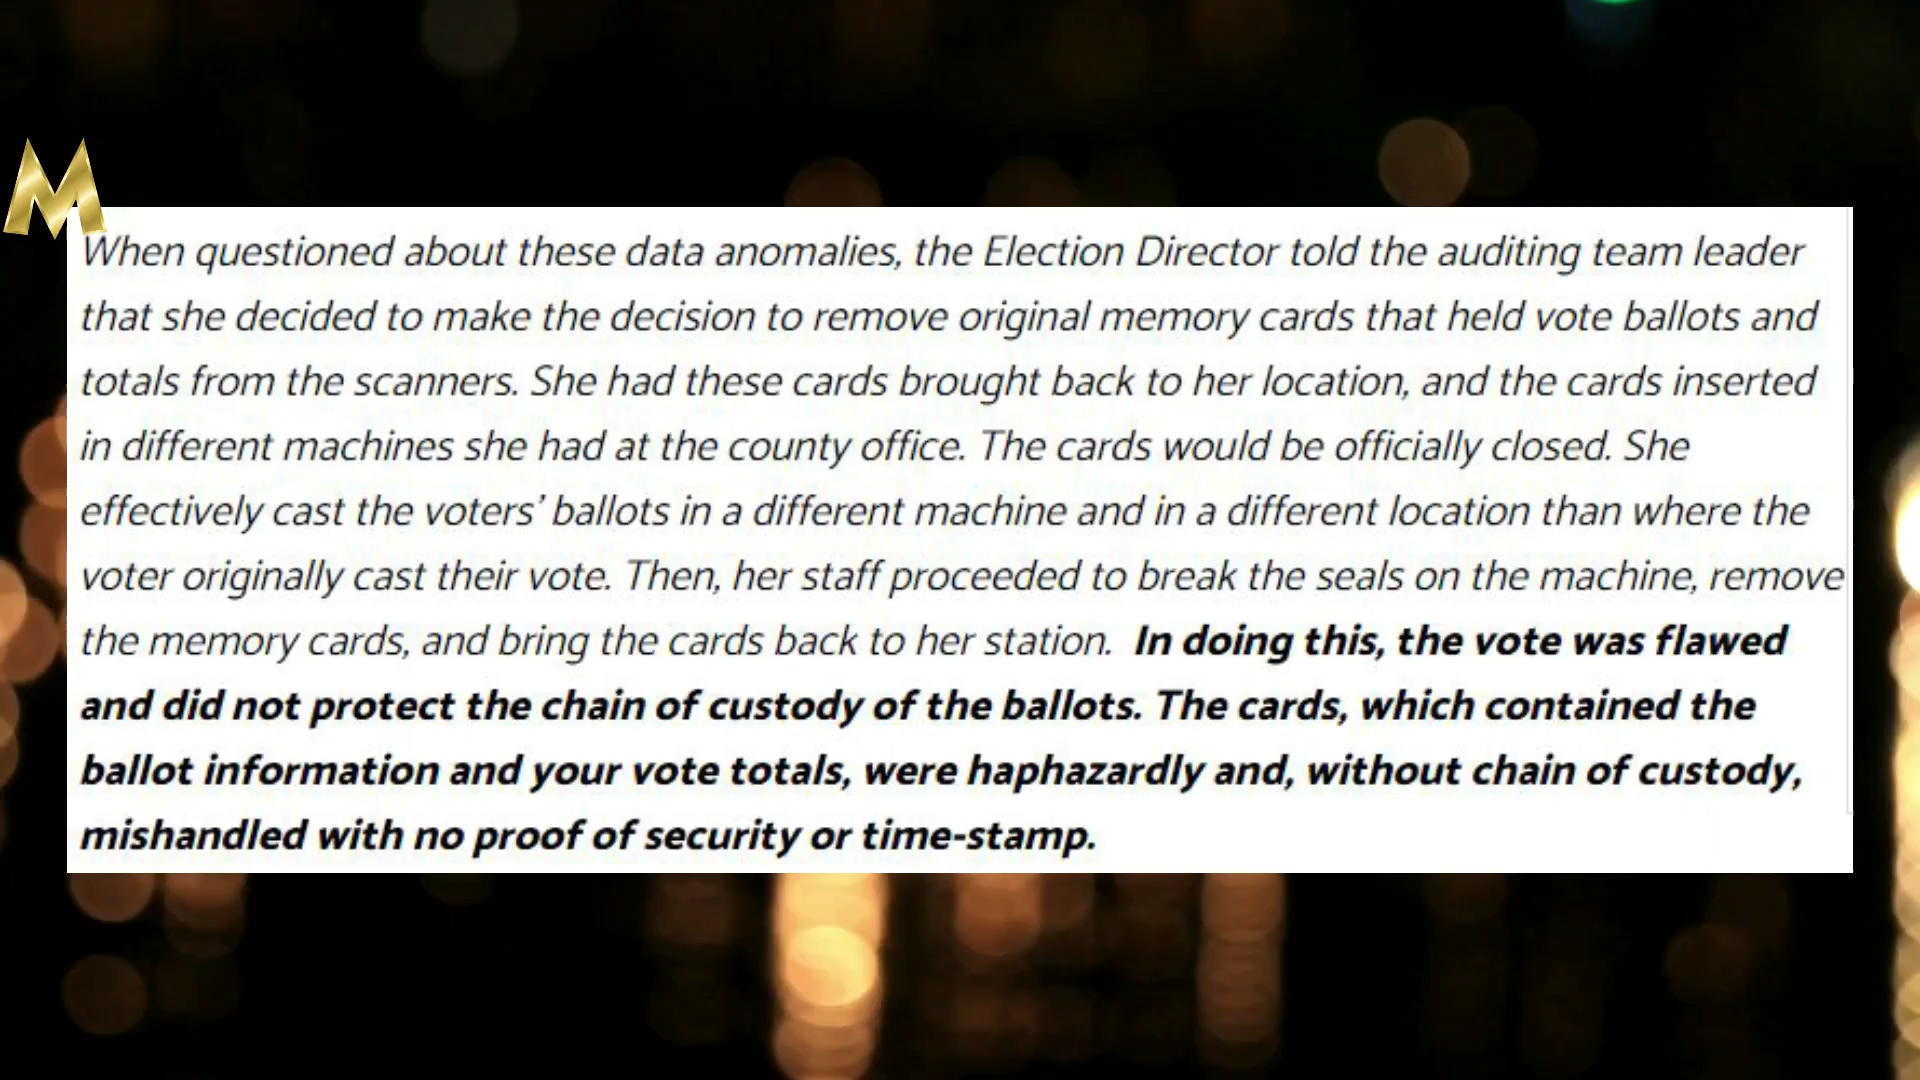 M
When questioned about these data anomalies, the Election Director told the auditing team leader
that she decided to make the decision to remove original memory cards that held vote ballots and
totals from the scanners. She had these cards brought back to her location, and the cards inserted
in different machines she had at the county office. The cards would be officially closed. She
effectively cast the voters’ ballots in a different machine and in a different location than where the
voter originally cast their vote. Then, her staff proceeded to break the seals on the machine, remove
the memory cards, and bring the cards back to her station. In doing this, the vote was flawed
and did not protect the chain of custody of the ballots. The cards, which contained the
ballot information and your vote totals, were haphazardly and, without chain of custody,
mishandled with no proof of security or time-stamp.